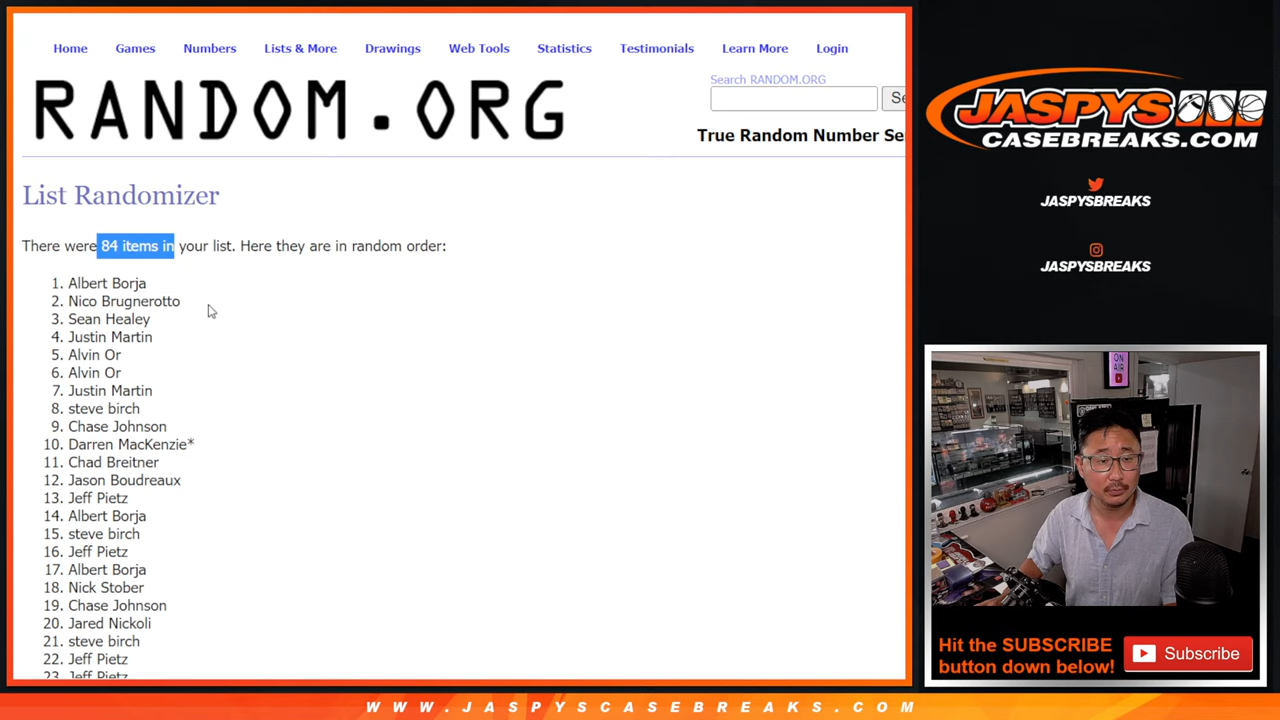 Home Games Numbers Lists & More Drawings Web Tools Statistics Testimonials Learn More Login
RANDOM.ORG
Search RANDOM.ORG
Se
True Random Number Se
List Randomizer
There were 84 items in your list. Here they are in random order:
1. Albert Borja
2. Nico Brugnerotto
3. Sean Healey
4. Justin Martin
5. Alvin Or
6. Alvin Or
7. Justin Martin
8. steve birch
9. Chase Johnson
10. Darren MacKenzie*
11. Chad Breitner
12. Jason Boudreaux
13. Jeff Pietz
14. Albert Borja
15. steve birch
16. Jeff Pietz
17. Albert Borja
18. Nick Stober
19. Chase Johnson
20. Jared Nickoli
21. steve birch
22. Jeff Pietz
23. Jeff Pietz
JASPYS
CASEBREAKS.COM
JASPYSBREAKS
JASPYSBREAKS
ON
AIR
Hit the SUBSCRIBE
button down below!
Subscribe
WWW.JASPYSCASEBREAKS.COM